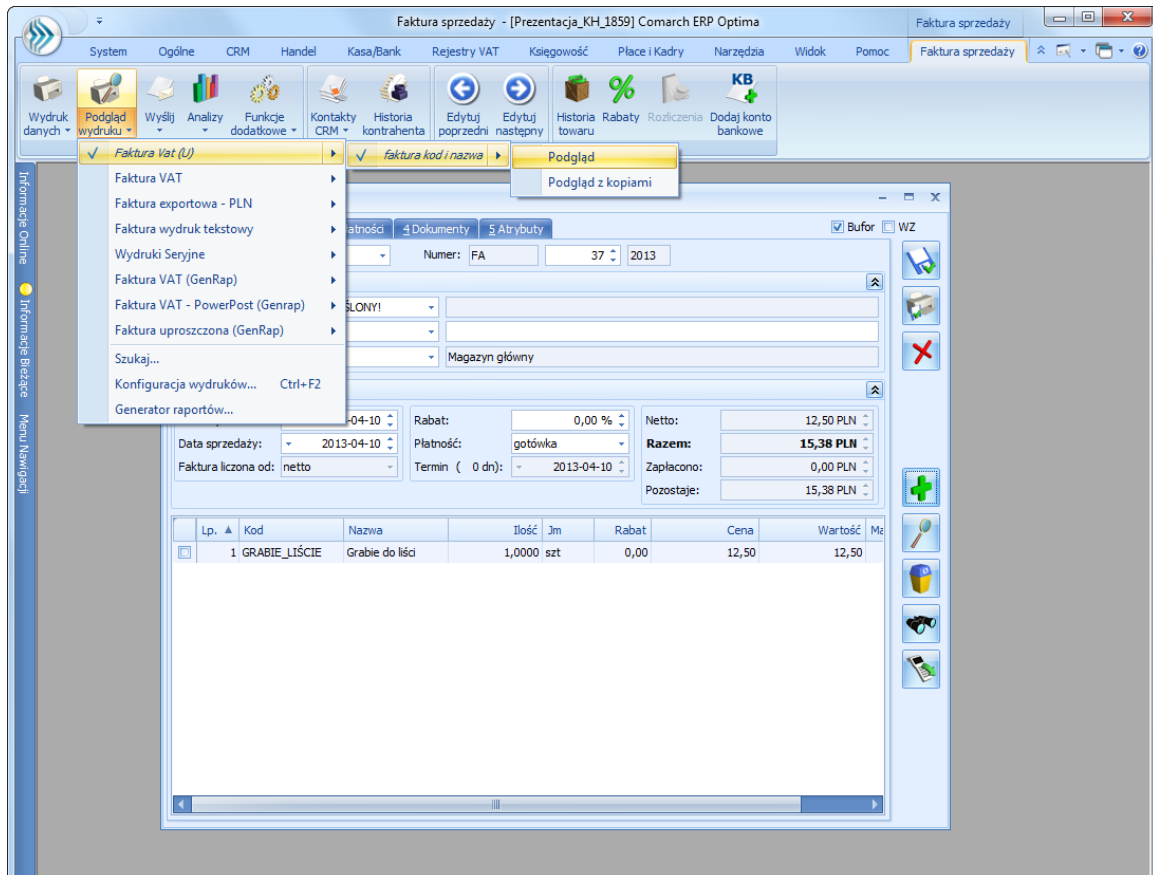 Faktura sprzedaży - [Prezentacja_KH_1859] Comarch ERP Optima
Faktura sprzedaży
System Ogólne CRM Handel Kasa/Bank Rejestry VAT Księgowość Płace i Kadry Narzędzia Widok Pomoc Faktura sprzedaży
KB
Wydruk danych
Podgląd wydruku
Wyślij
Analizy
Funkcje dodatkowe
Kontakty CRM
Historia kontrahenta
Edytuj poprzedni
Edytuj następny
Historia towaru
Rabaty
Rozliczenia
Dodaj konto bankowe
Faktura Vat (U)
faktura kod i nazwa
Podgląd
Podgląd z kopiami
Faktura VAT
Faktura exportowa - PLN
Faktura wydruk tekstowy
Wydruki Seryjne
Faktura VAT (GenRap)
Faktura VAT - PowerPost (Genrap)
Faktura uproszczona (GenRap)
Szukaj...
Konfiguracja wydruków... Ctrl+F2
Generator raportów...
Informacje Online
Informacje Bieżące
Menu Nawigacji
4 Dokumenty 5 Atrybuty
Bufor WZ
Numer: FA 37 2013
Magazyn główny
-04-10 Rabat: 0,00 % Netto: 12,50 PLN
Data sprzedaży: 2013-04-10 Płatność: gotówka Razem: 15,38 PLN
Faktura liczona od: netto Termin ( 0 dn): 2013-04-10 Zapłacono: 0,00 PLN
Pozostaje: 15,38 PLN
Lp. Kod Nazwa Ilość Jm Rabat Cena Wartość
1 GRABIE_LIŚCIE Grabie do liści 1,0000 szt 0,00 12,50 12,50